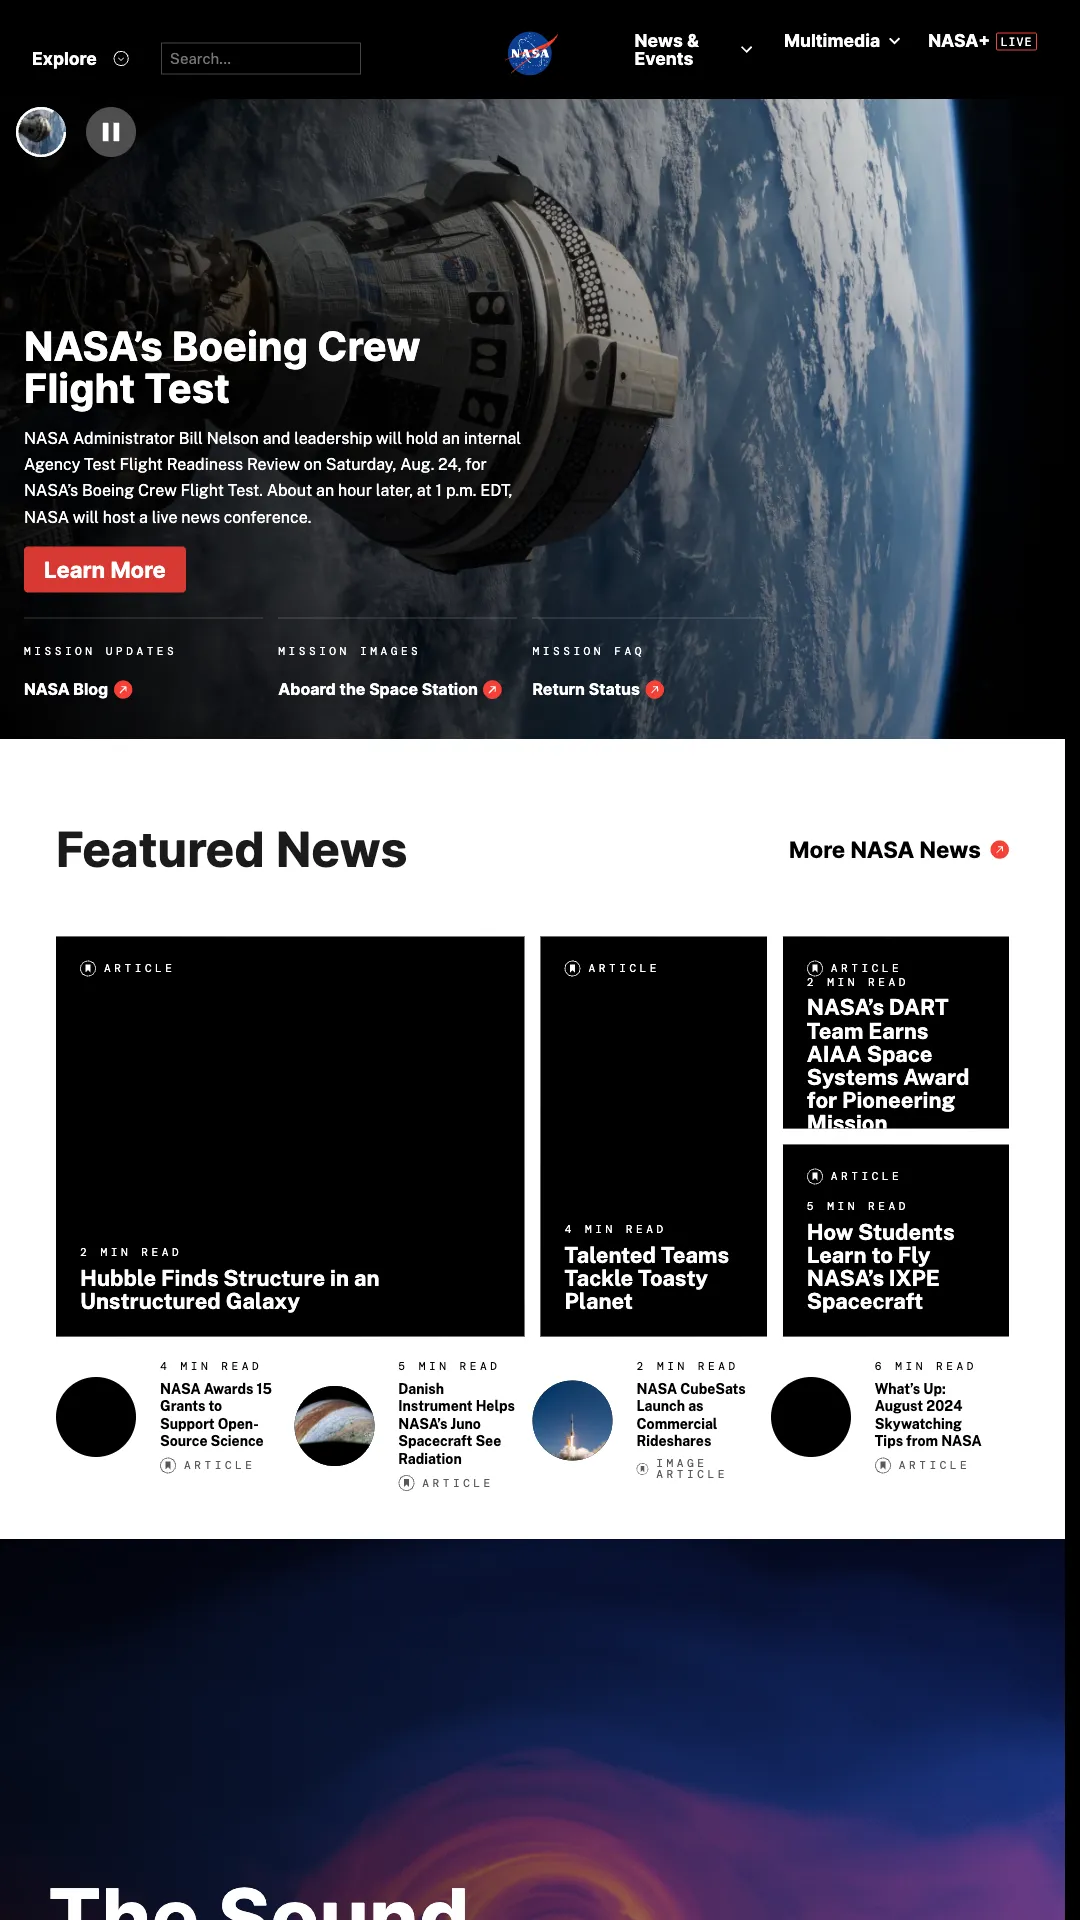 Explore
Search...
NASA
News &
Events
Multimedia
NASA+ LIVE
NASA's Boeing Crew
Flight Test
NASA Administrator Bill Nelson and leadership will hold an internal
Agency Test Flight Readiness Review on Saturday, Aug. 24, for
NASA's Boeing Crew Flight Test. About an hour later, at 1 p.m. EDT,
NASA will host a live news conference.
Learn More
MISSION UPDATES
NASA Blog
MISSION IMAGES
Aboard the Space Station
MISSION FAQ
Return Status
Featured News
More NASA News
ARTICLE
2 MIN READ
Hubble Finds Structure in an
Unstructured Galaxy
ARTICLE
4 MIN READ
Talented Teams
Tackle Toasty
Planet
ARTICLE
2 MIN READ
NASA's DART
Team Earns
AIAA Space
Systems Award
for Pioneering
Mission
ARTICLE
5 MIN READ
How Students
Learn to Fly
NASA's IXPE
Spacecraft
4 MIN READ
NASA Awards 15
Grants to
Support Open-
Source Science
ARTICLE
5 MIN READ
Danish
Instrument Helps
NASA's Juno
Spacecraft See
Radiation
ARTICLE
2 MIN READ
NASA CubeSats
Launch as
Commercial
Rideshares
IMAGE
ARTICLE
6 MIN READ
What's Up:
August 2024
Skywatching
Tips from NASA
ARTICLE
The Sound